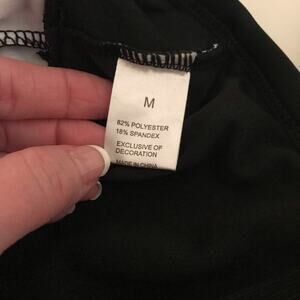 M
82% POLYESTER
18% SPANDEX
EXCLUSIVE OF
DECORATION
MADE IN CHINA